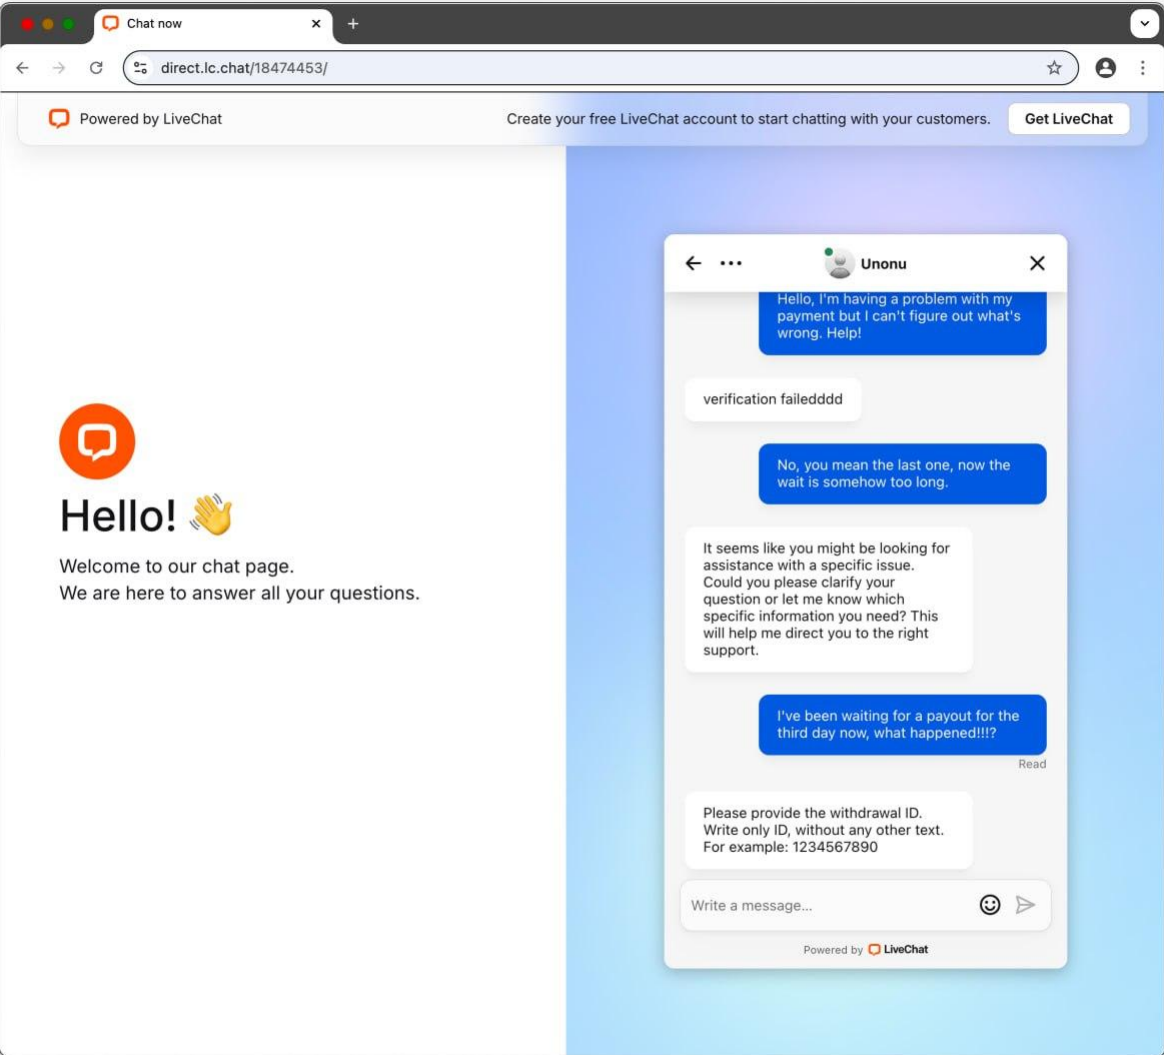 Chat now
direct.lc.chat/18474453/
Powered by LiveChat
Create your free LiveChat account to start chatting with your customers.
Get LiveChat
Hello! 👋
Welcome to our chat page.
We are here to answer all your questions.
Unonu
Hello, I'm having a problem with my
payment but I can't figure out what's
wrong. Help!
verification failedddd
No, you mean the last one, now the
wait is somehow too long.
It seems like you might be looking for
assistance with a specific issue.
Could you please clarify your
question or let me know which
specific information you need? This
will help me direct you to the right
support.
I've been waiting for a payout for the
third day now, what happened!!!?
Read
Please provide the withdrawal ID.
Write only ID, without any other text.
For example: 1234567890
Write a message...
Powered by LiveChat